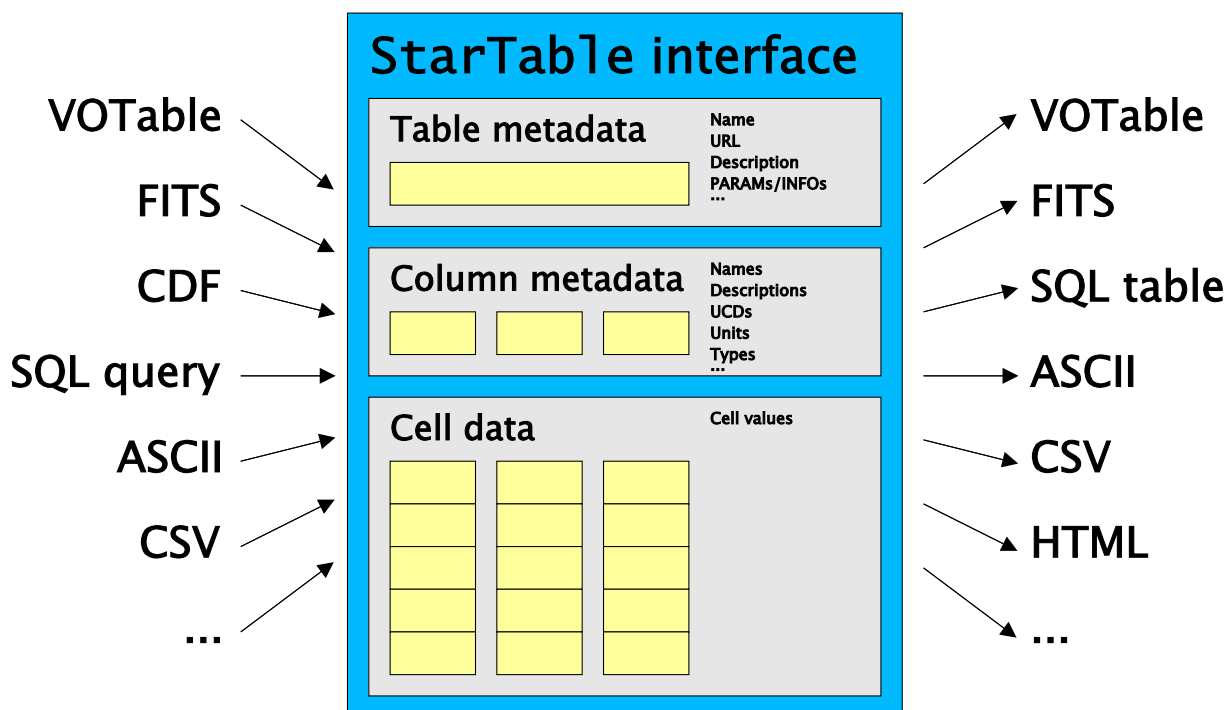 StarTable interface
VOTable
FITS
CDF
SQL query
ASCII
CSV
...
Table metadata
Name
URL
Description
PARAMs/INFOs
...
Column metadata
Names
Descriptions
UCDs
Units
Types
...
Cell data
Cell values
VOTable
FITS
SQL table
ASCII
CSV
HTML
...